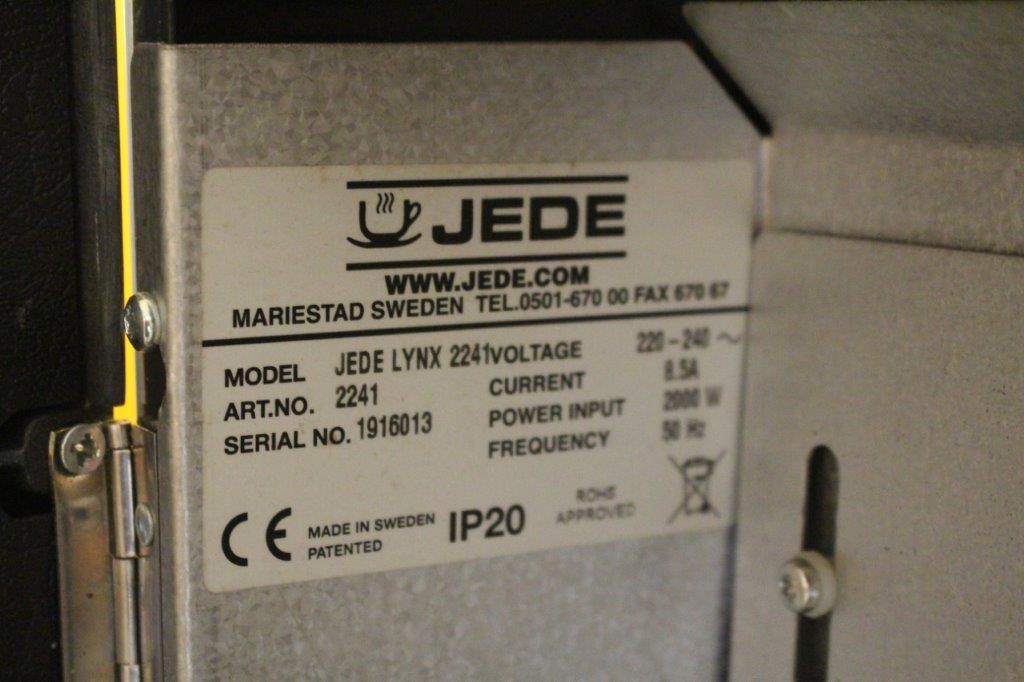 JEDE
WWW.JEDE.COM
MARIESTAD SWEDEN TEL.0501-670 00 FAX 670 67
MODEL JEDE LYNX 2241 VOLTAGE 220-240 ~
ART.NO. 2241 CURRENT 8.5A
SERIAL NO. 1916013 POWER INPUT 2000 W
FREQUENCY 50 Hz
CE MADE IN SWEDEN IP20 ROHS
PATENTED APPROVED